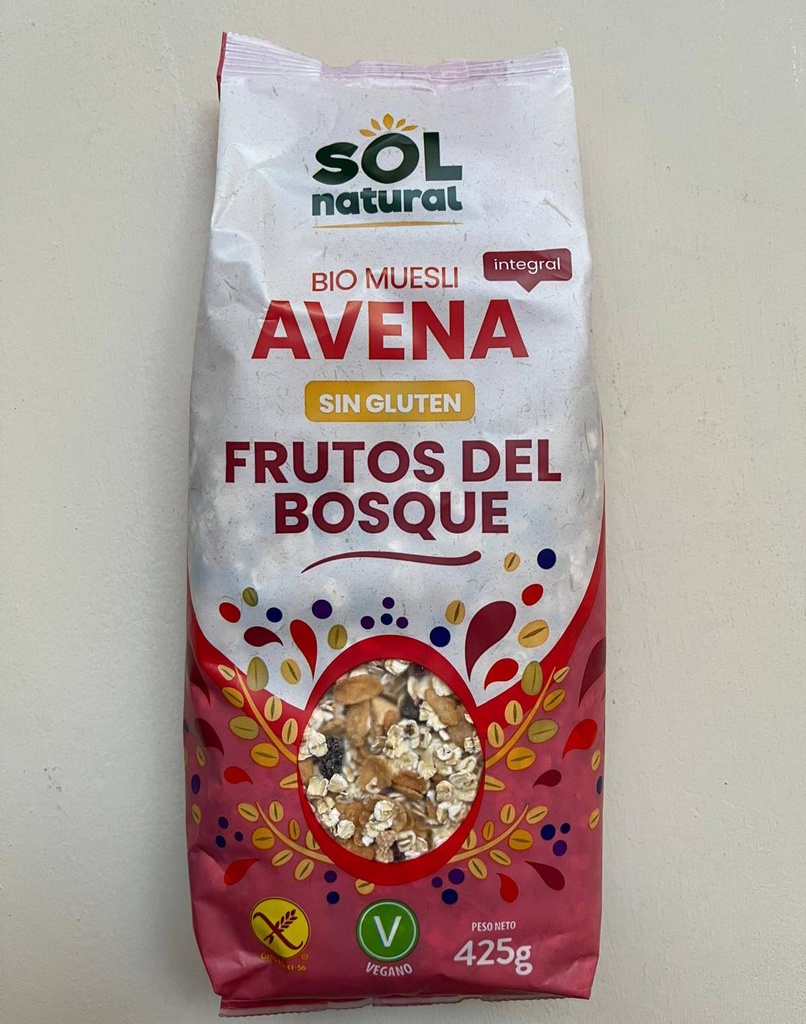 SOL
natural
integral
BIO MUESLI
AVENA
SIN GLUTEN
FRUTOS DEL
BOSQUE
V
VEGANO
PESO NETO
425g